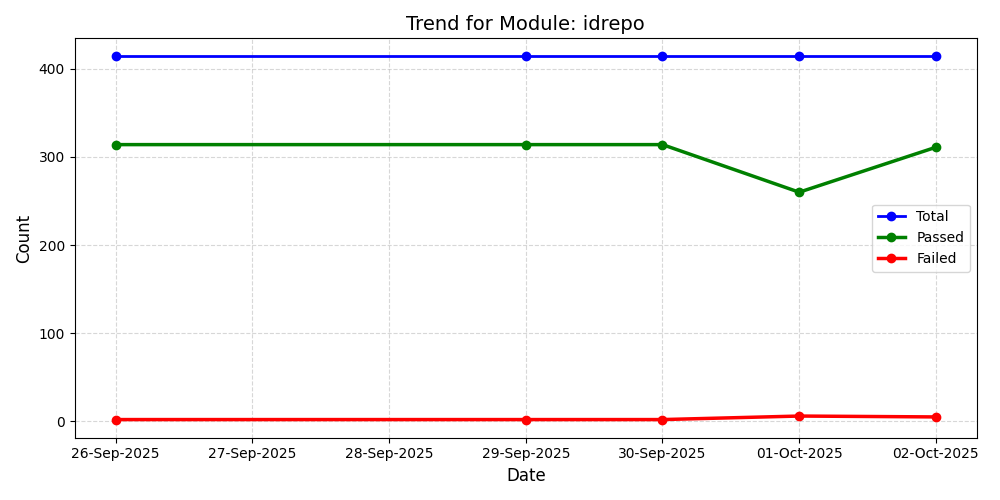 Trend for Module: idrepo
Count
400
300
200
100
0
Total
Passed
Failed
26-Sep-2025
27-Sep-2025
28-Sep-2025
29-Sep-2025
30-Sep-2025
01-Oct-2025
02-Oct-2025
Date